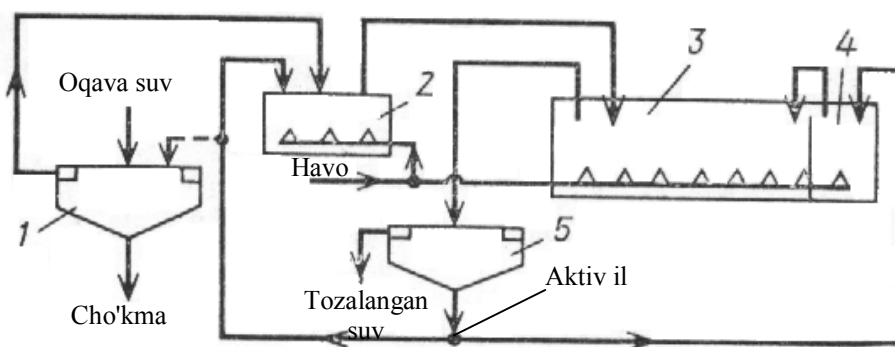 2
3
4
Oqava suv
Havo
1
5
Cho'kma
Tozalangan
suv
Aktiv il